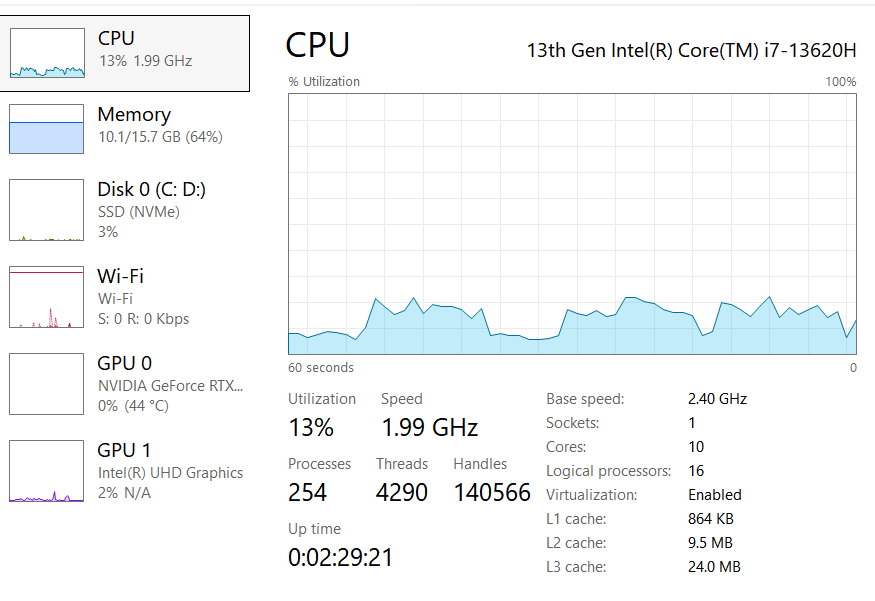 CPU
13% 1.99 GHz
Memory
10.1/15.7 GB (64%)
Disk 0 (C: D:)
SSD (NVMe)
3%
Wi-Fi
Wi-Fi
S: 0 R: 0 Kbps
GPU 0
NVIDIA GeForce RTX...
0% (44 °C)
GPU 1
Intel(R) UHD Graphics
2% N/A
CPU
13th Gen Intel(R) Core(TM) i7-13620H
% Utilization 100%
60 seconds 0
Utilization Speed
13% 1.99 GHz
Processes Threads Handles
254 4290 140566
Up time
0:02:29:21
Base speed: 2.40 GHz
Sockets: 1
Cores: 10
Logical processors: 16
Virtualization: Enabled
L1 cache: 864 KB
L2 cache: 9.5 MB
L3 cache: 24.0 MB